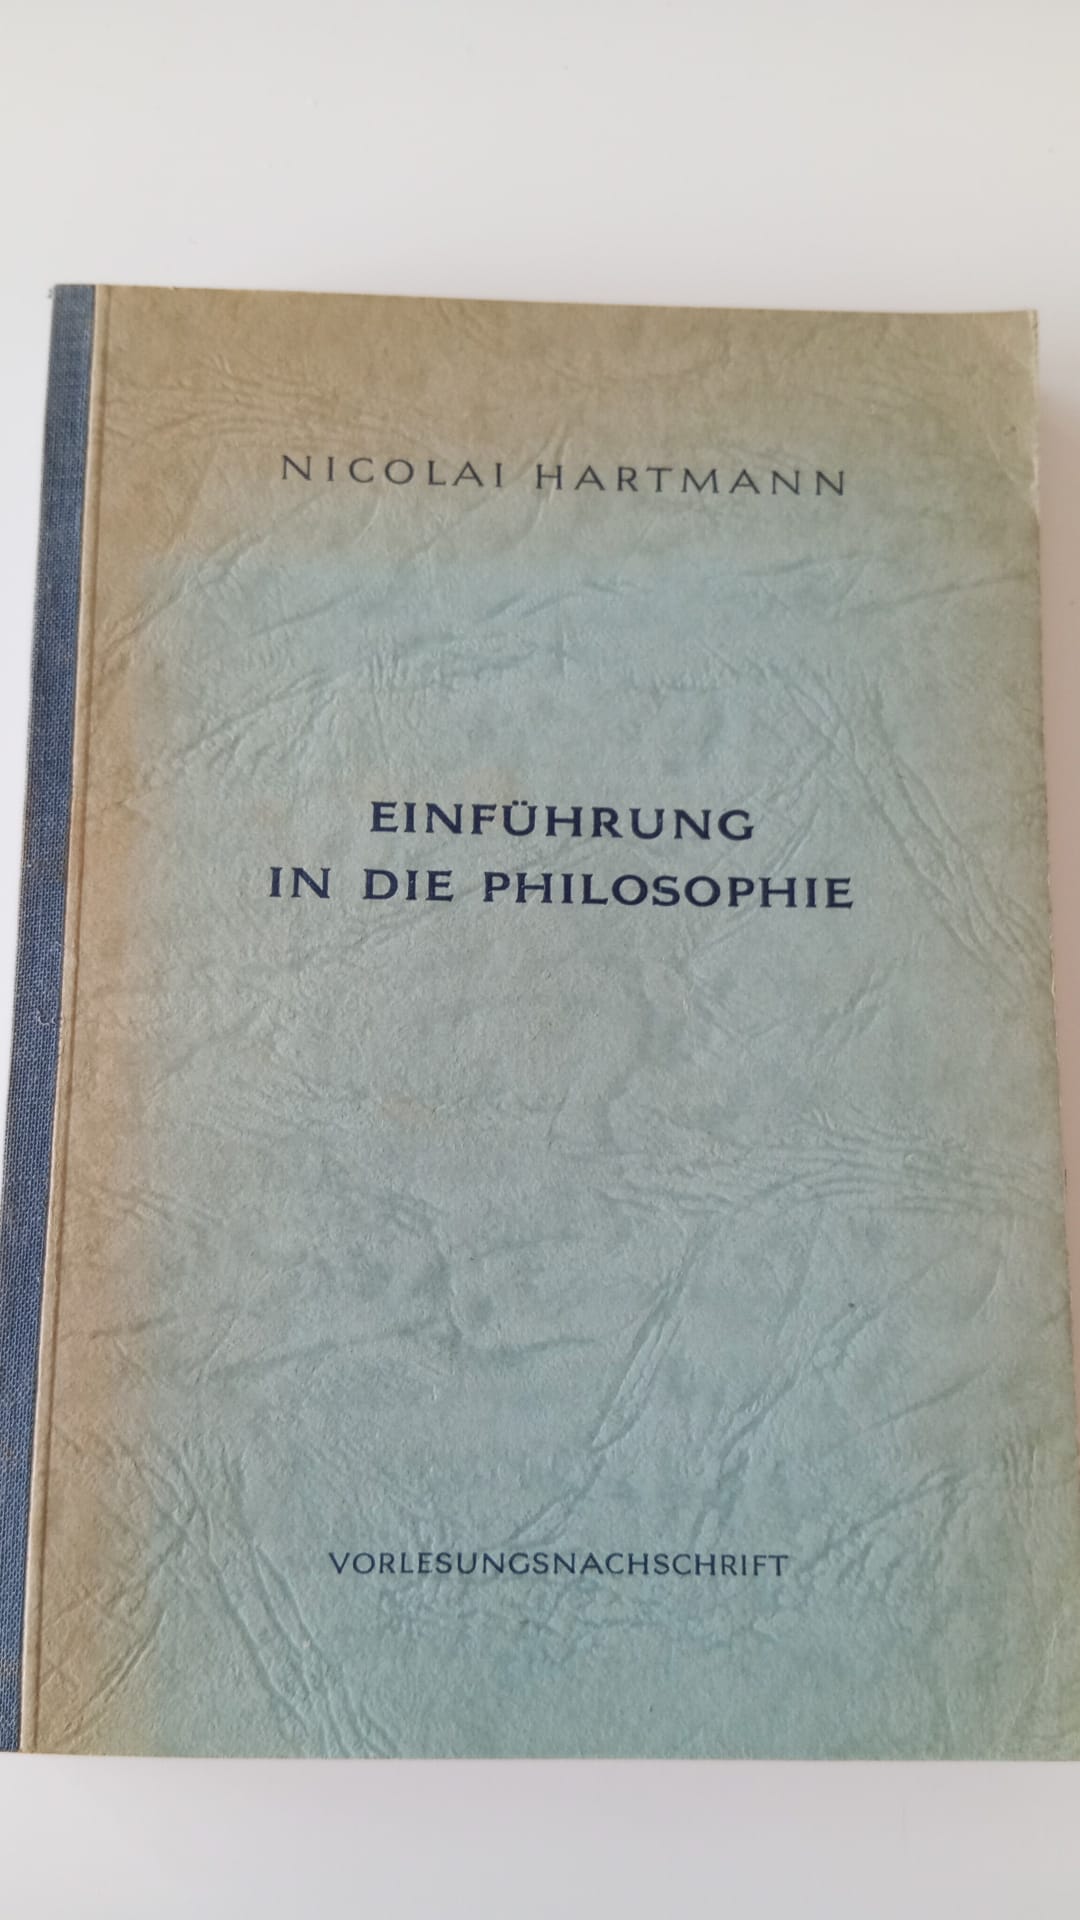 NICOLAI HARTMANN
EINFÜHRUNG
IN DIE PHILOSOPHIE
VORLESUNGSNACHSCHRIFT